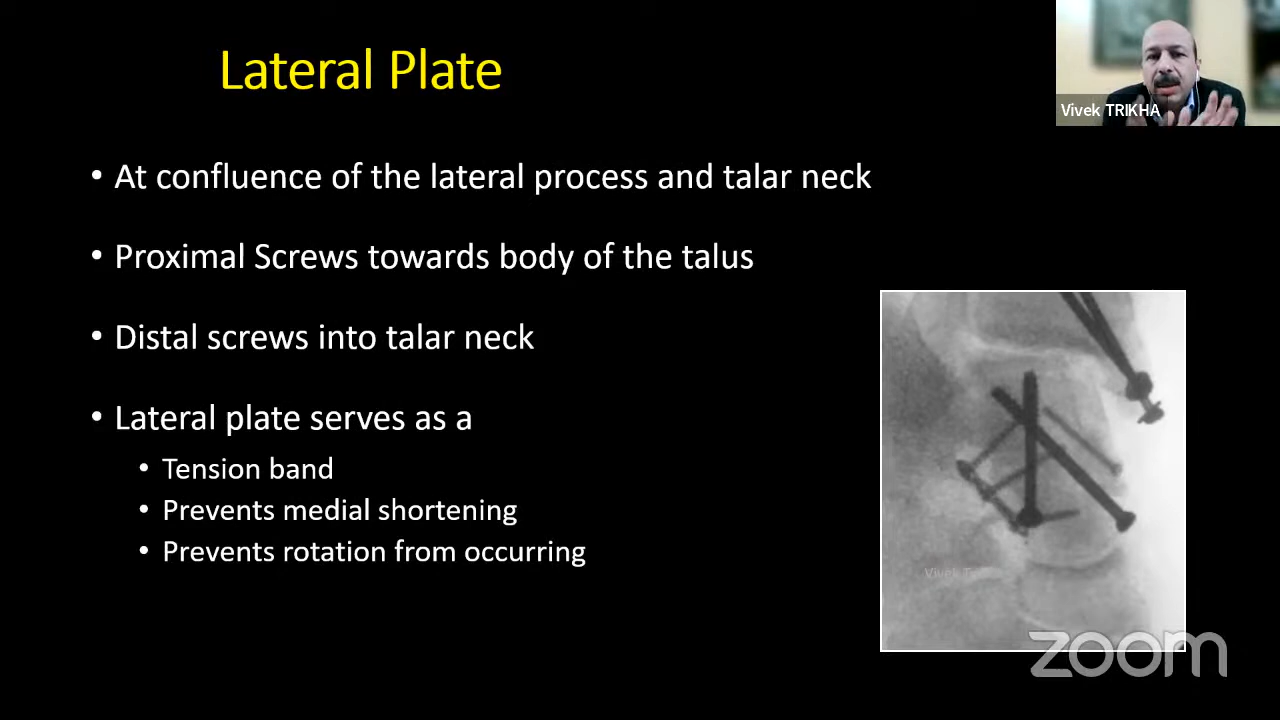 Lateral Plate
Vivek TRIKHA
• At confluence of the lateral process and talar neck
• Proximal Screws towards body of the talus
• Distal screws into talar neck
• Lateral plate serves as a
• Tension band
• Prevents medial shortening
• Prevents rotation from occurring
Vivek
zoom